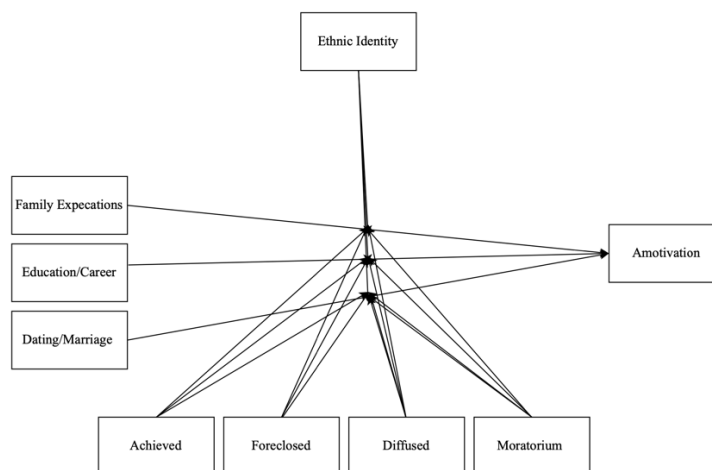 Ethnic Identity
Family Expecations
Education/Career
Amotivation
Dating/Marriage
Achieved
Foreclosed
Diffused
Moratorium